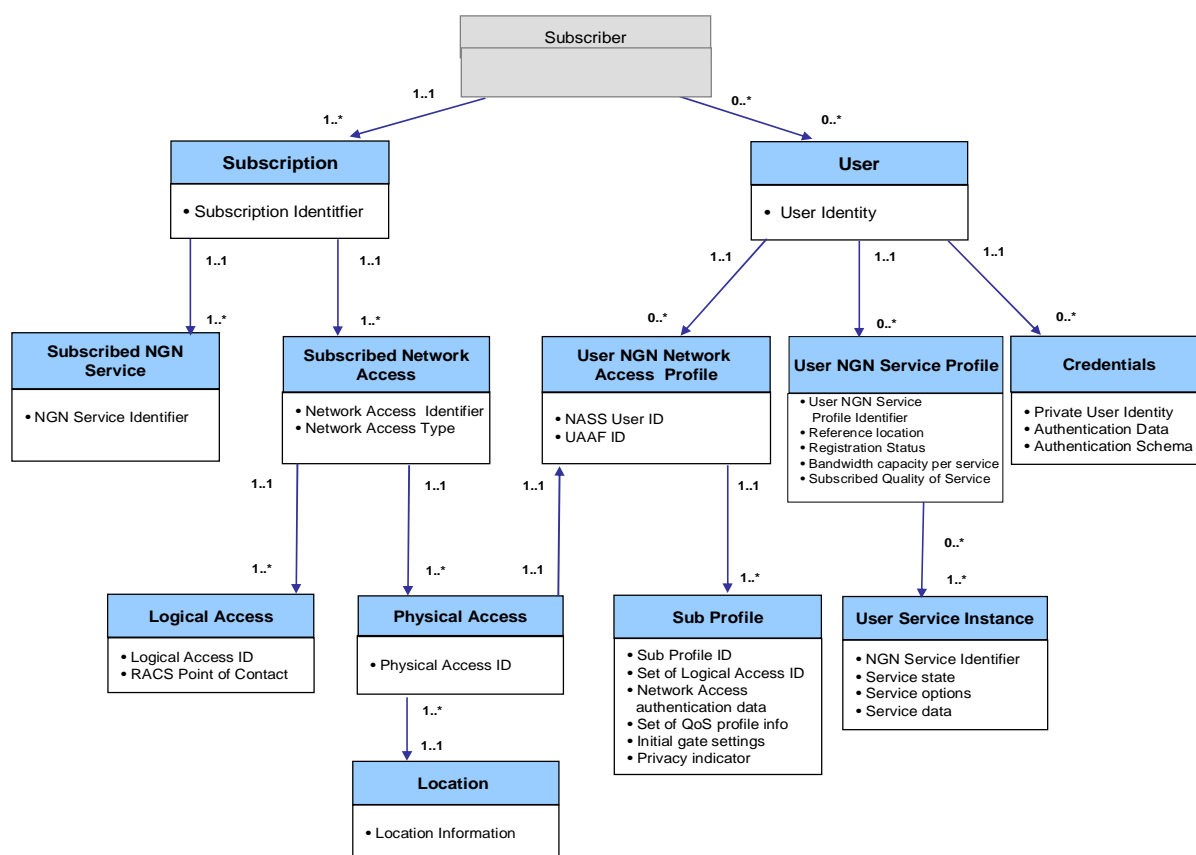 Subscriber
1..1
0..*
1..*
0..*
Subscription
• Subscription Identitfier
User
• User Identity
1..1
1..1
1..1
1..1
1..1
1..*
1..*
0..*
0..*
0..*
Subscribed NGN
Service
• NGN Service Identifier
Subscribed Network
Access
• Network Access Identifier
• Network Access Type
User NGN Network
Access Profile
• NASS User ID
• UAAF ID
User NGN Service Profile
• User NGN Service
Profile Identifier
• Reference location
• Registration Status
• Bandwidth capacity per service
• Subscribed Quality of Service
Credentials
• Private User Identity
• Authentication Data
• Authentication Schema
1..1
1..1
1..1
1..1
0..*
1..*
1..*
1..1
1..*
1..*
Logical Access
• Logical Access ID
• RACS Point of Contact
Physical Access
• Physical Access ID
Sub Profile
• Sub Profile ID
• Set of Logical Access ID
• Network Access
authentication data
• Set of QoS profile info
• Initial gate settings
• Privacy indicator
User Service Instance
• NGN Service Identifier
• Service state
• Service options
• Service data
1..*
1..1
Location
• Location Information